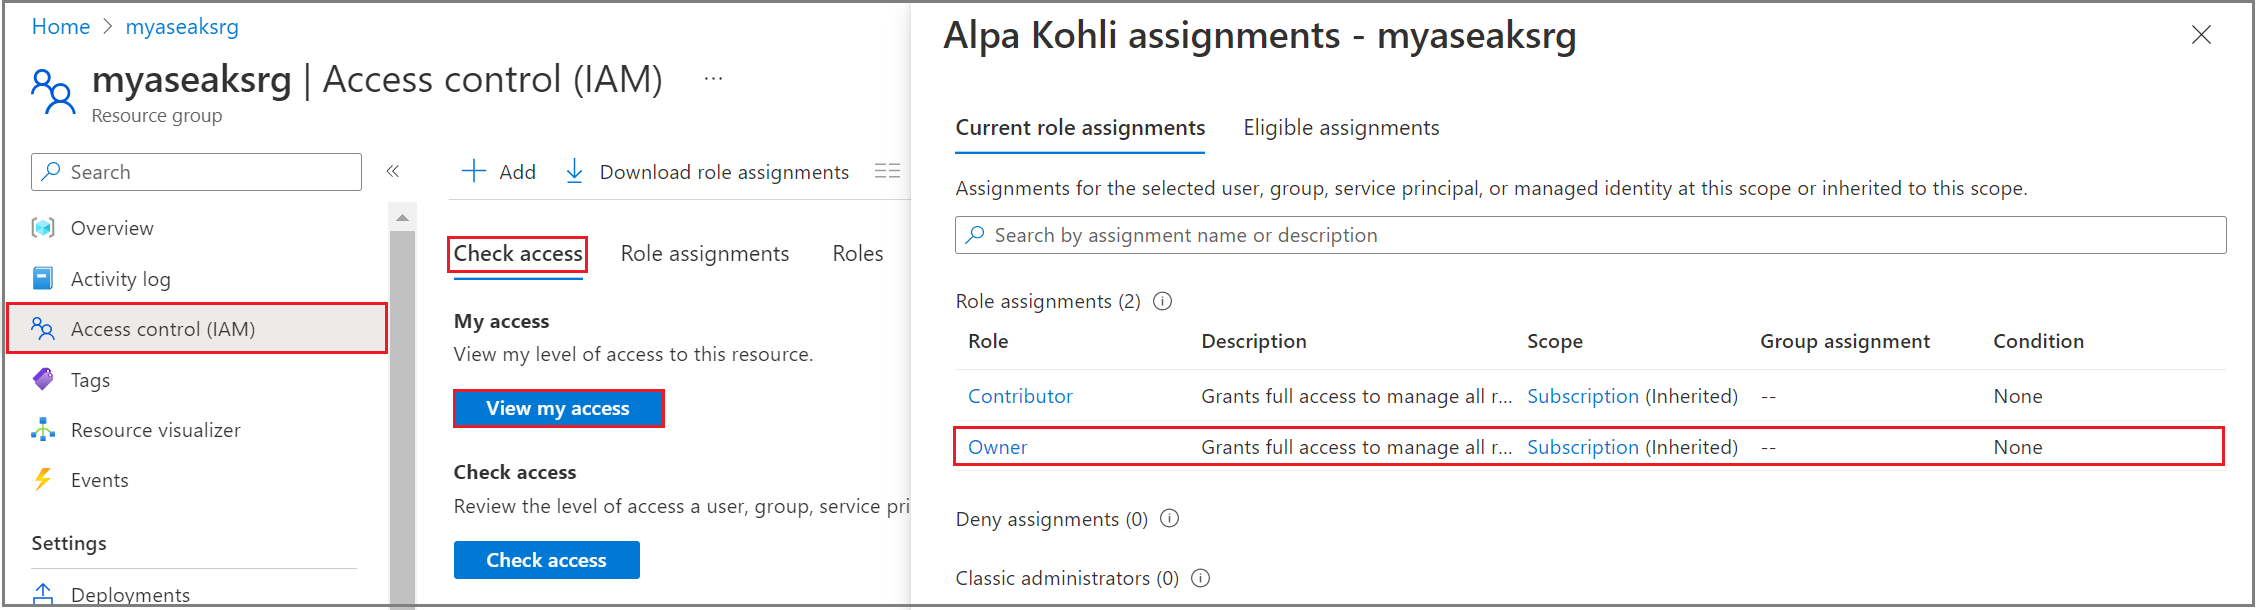 Home > myaseaksrg
myaseaksrg | Access control (IAM) ...
Resource group
Search
«
Overview
Activity log
Access control (IAM)
Tags
Resource visualizer
Events
Settings
Deployments
Add
Download role assignments
Check access
Role assignments
Roles
My access
View my level of access to this resource.
View my access
Check access
Review the level of access a user, group, service pri
Check access
Alpa Kohli assignments - myaseaksrg
Current role assignments
Eligible assignments
Assignments for the selected user, group, service principal, or managed identity at this scope or inherited to this scope.
Search by assignment name or description
Role assignments (2)
Role Description Scope Group assignment Condition
Contributor Grants full access to manage all r... Subscription (Inherited) -- None
Owner Grants full access to manage all r... Subscription (Inherited) -- None
Deny assignments (0)
Classic administrators (0)